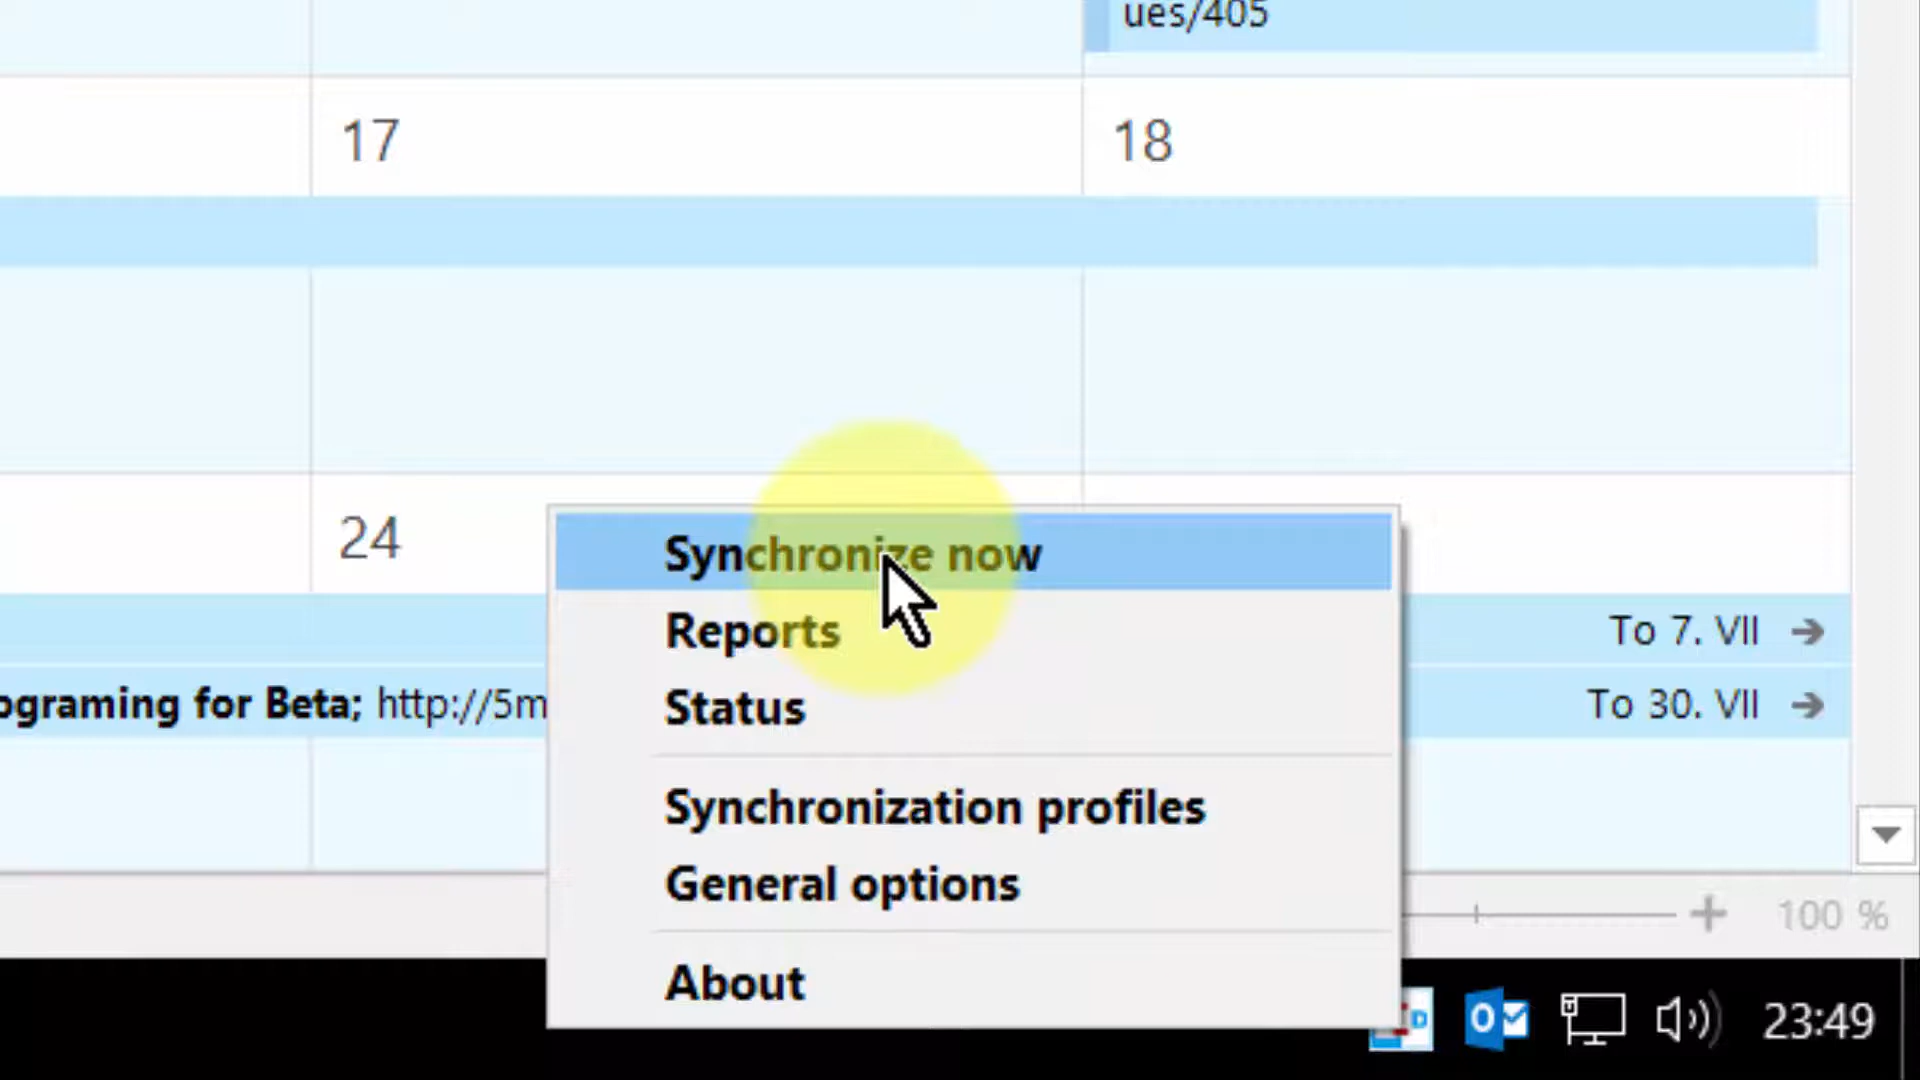 ues/405
17
18
24
Synchronize now
Reports
To 7. VII
ograming for Beta; http://5m
Status
To 30. VII
Synchronization profiles
General options
100 %
About
23:49